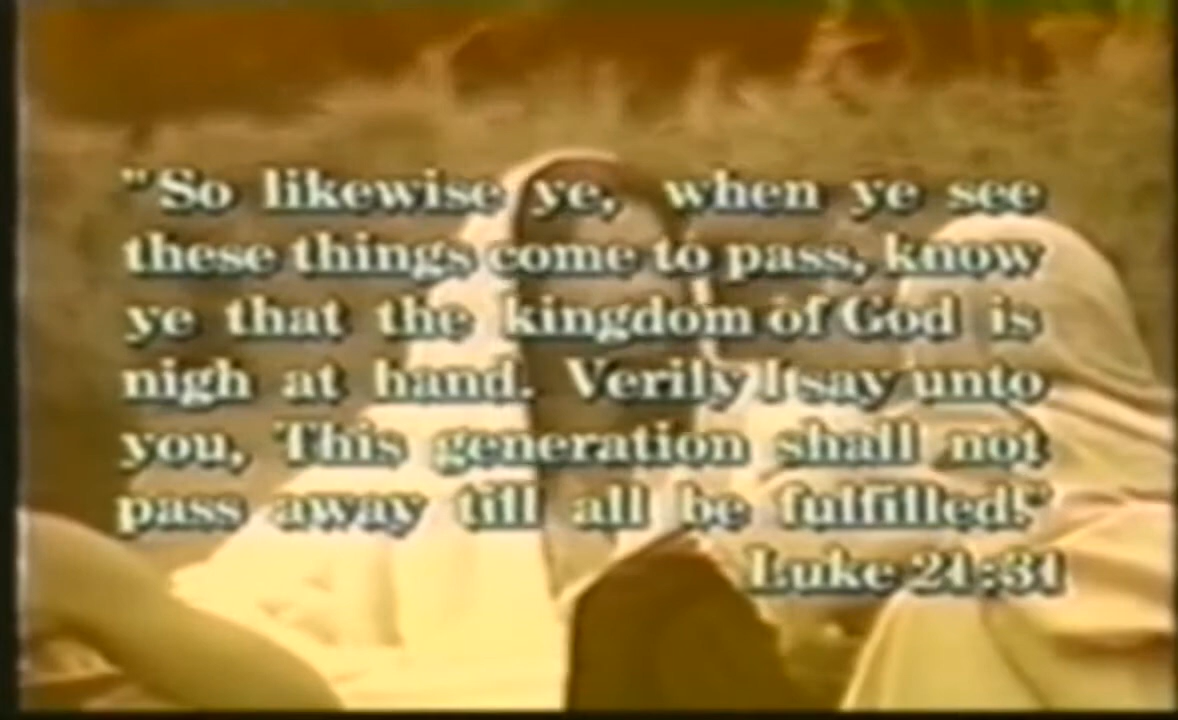 "So likewise ye, when ye see
these things come to pass, know
ye that the kingdom of God is
nigh at hand. Verily I say unto
you, This generation shall not
pass away till all be fulfilled!"
Luke 21:31